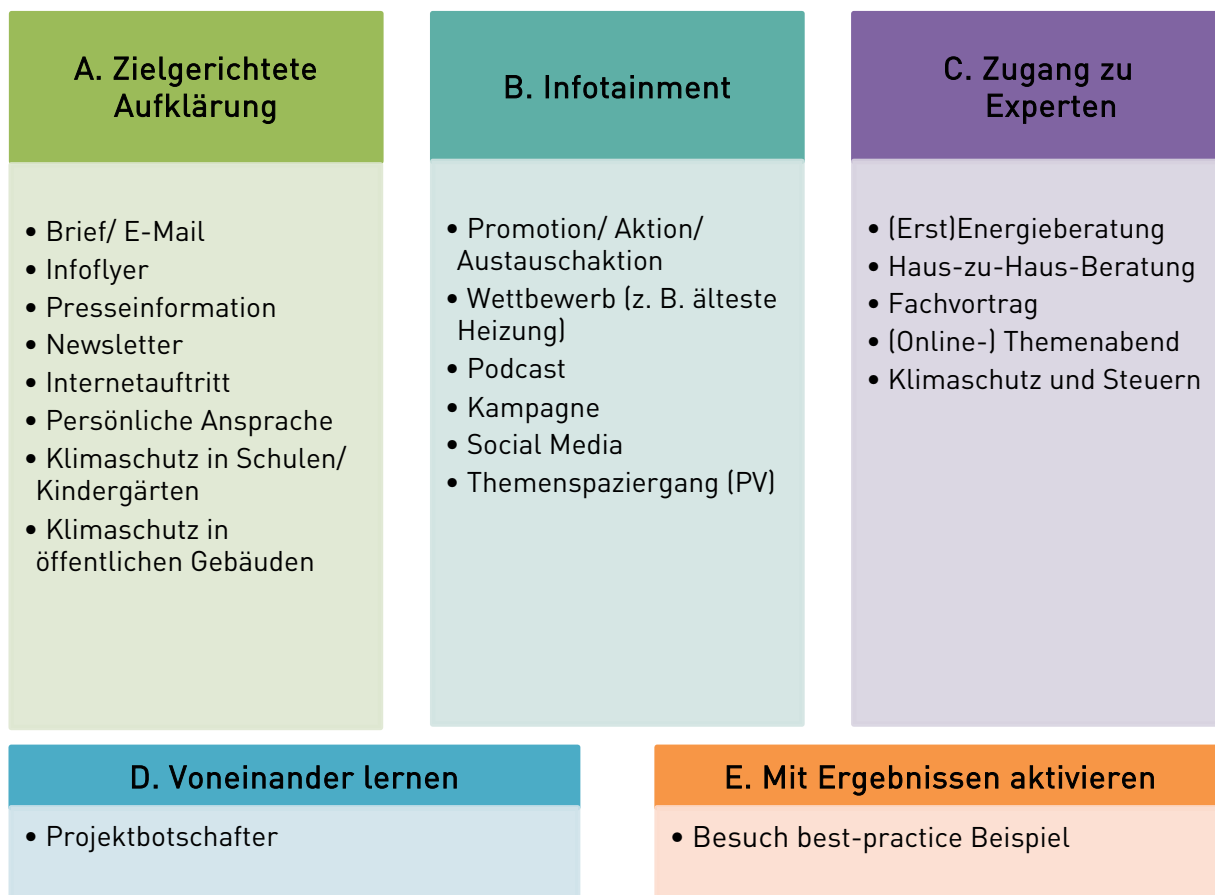 A. Zielgerichtete
Aufklärung
• Brief/ E-Mail
• Infoflyer
• Presseinformation
• Newsletter
• Internetauftritt
• Persönliche Ansprache
• Klimaschutz in Schulen/
Kindergärten
• Klimaschutz in
öffentlichen Gebäuden
B. Infotainment
• Promotion/ Aktion/
Austauschaktion
• Wettbewerb (z. B. älteste
Heizung)
• Podcast
• Kampagne
• Social Media
• Themenspaziergang (PV)
C. Zugang zu
Experten
• (Erst)Energieberatung
• Haus-zu-Haus-Beratung
• Fachvortrag
• (Online-) Themenabend
• Klimaschutz und Steuern
D. Voneinander lernen
• Projektbotschafter
E. Mit Ergebnissen aktivieren
• Besuch best-practice Beispiel